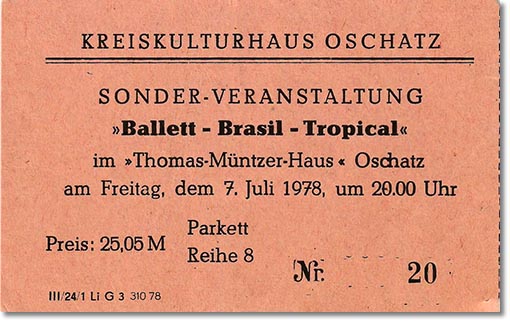 KREISKULTURHAUS OSCHATZ
SONDER-VERANSTALTUNG
»Ballett - Brasil - Tropical«
im »Thomas-Müntzer-Haus« Oschatz
am Freitag, dem 7. Juli 1978, um 20.00 Uhr
Preis: 25,05 M
Parkett
Reihe 8
Nr. 20
III/24/1 Li G 3 310 78